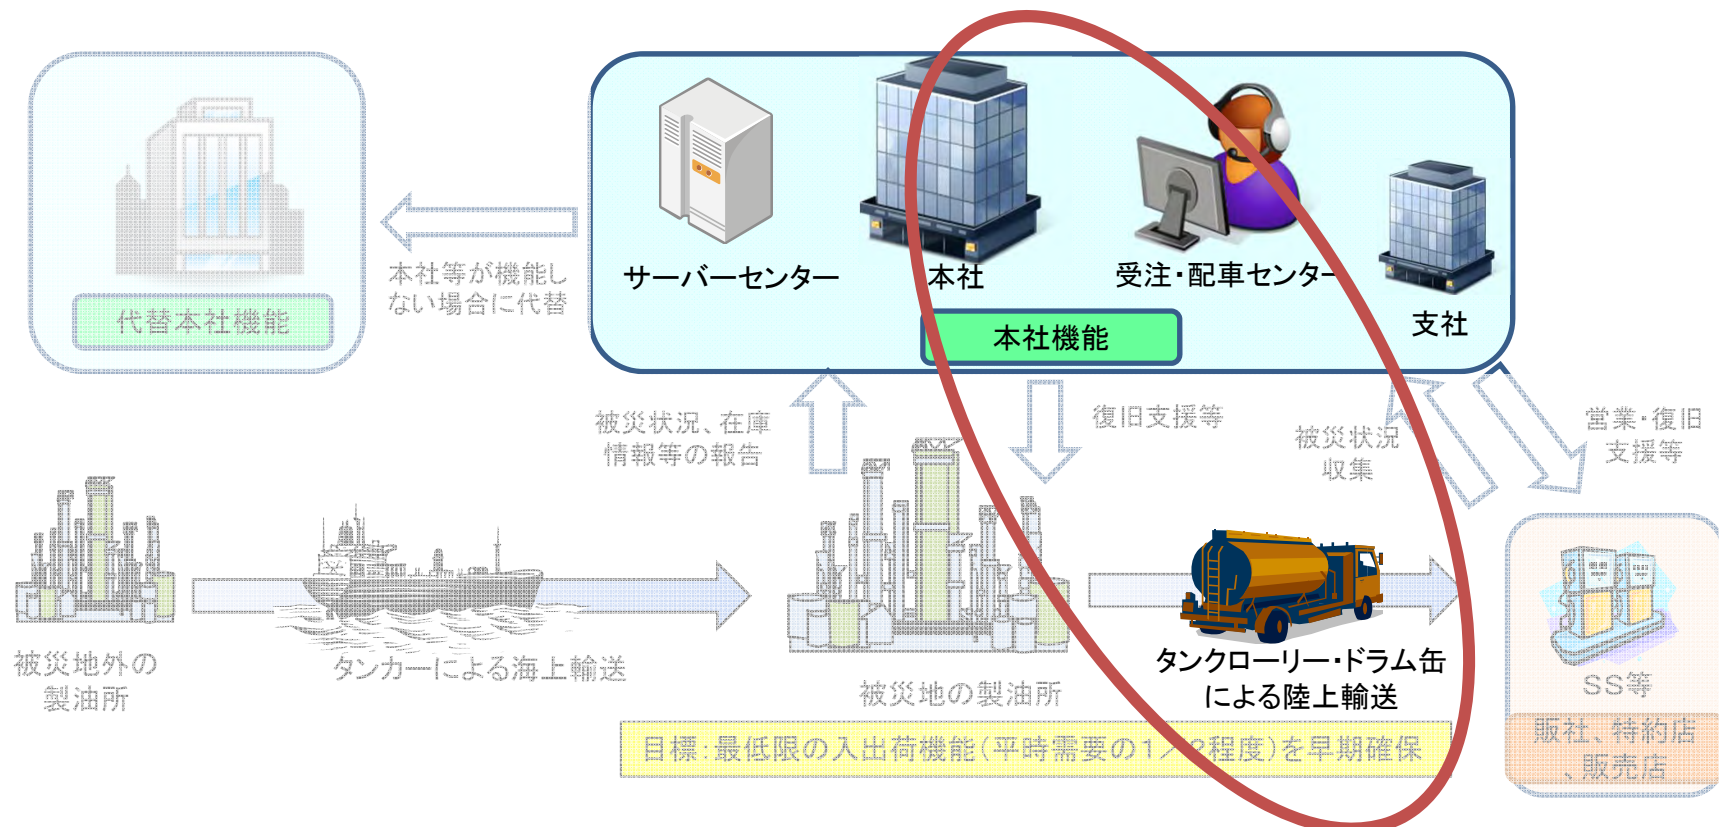 サーバーセンター
本社
受注・配車センター
支社
本社機能
代替本社機能
本社等が機能し
ない場合に代替
被災状況、在庫
情報等の報告
復旧支援等
被災状況
収集
営業・復旧
支援等
被災地外の
製油所
タンカーによる海上輸送
被災地の製油所
タンクローリー・ドラム缶
による陸上輸送
SS等
販社、特約店
、販売店
目標:最低限の入出荷機能(平時需要の1/2程度)を早期確保